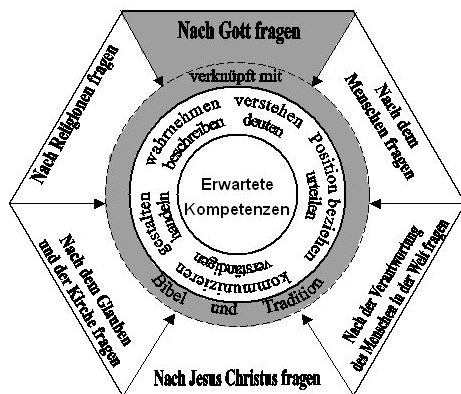 Nach Gott fragen
Nach dem
Menschen fragen
Nach der Verantwortung
des Menschen in der Welt fragen
Nach Jesus Christus fragen
Nach dem Glauben
und der Kirche fragen
Nach Religionen fragen
verknüpft mit
Bibel und Tradition
wahrnehmen
beschreiben
verstehen
deuten
Position beziehen
urteilen
kommunizieren
verständigen
gestalten
handeln
Erwartete
Kompetenzen